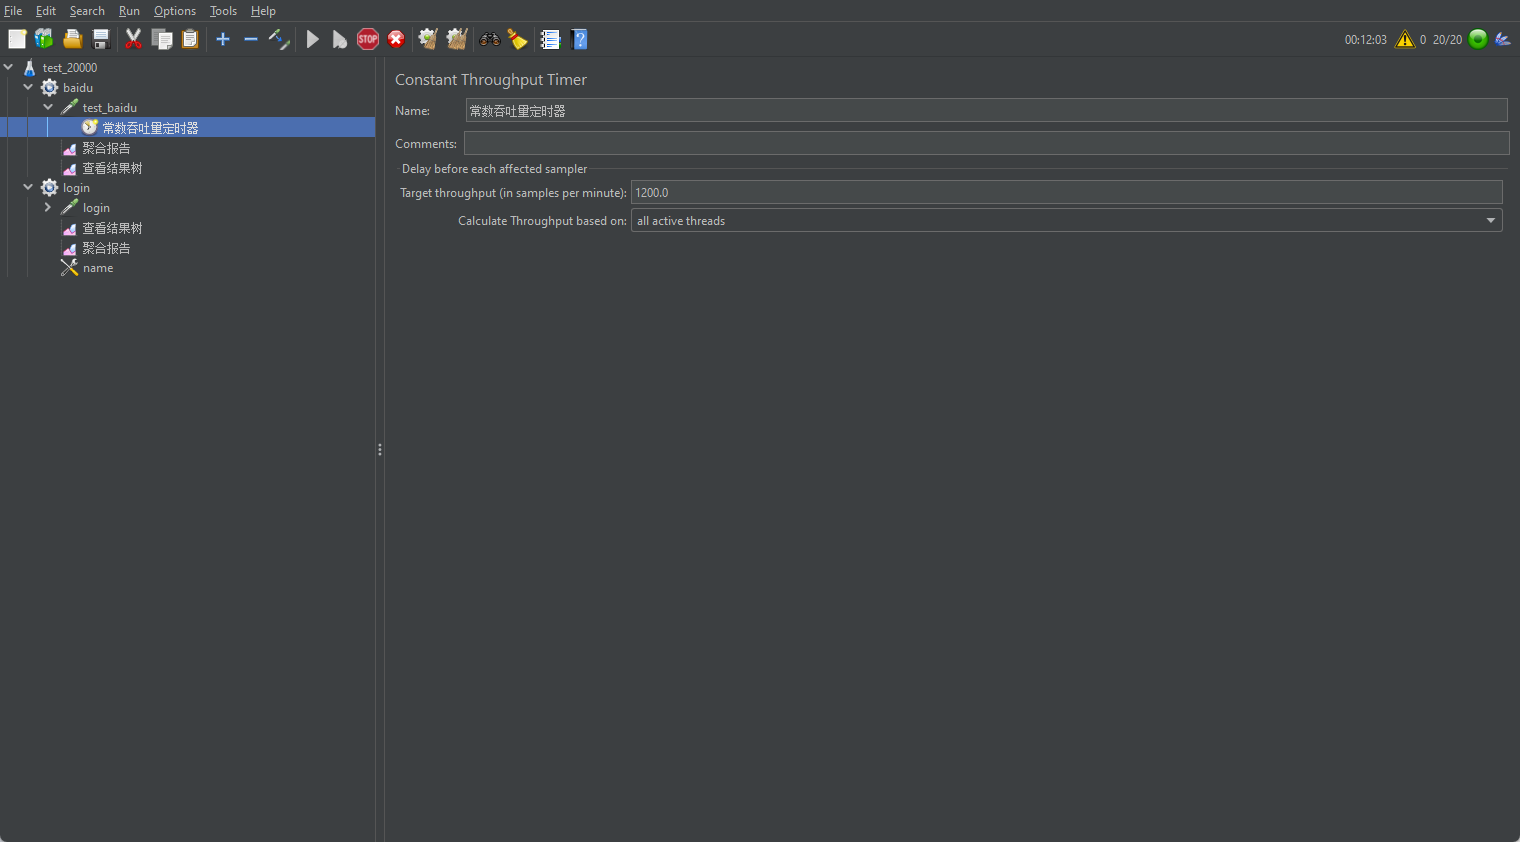 File Edit Search Run Options Tools Help
STOP
00:12:03 0 20/20
test_20000
baidu
test_baidu
常数吞吐量定时器
聚合报告
查看结果树
login
login
查看结果树
聚合报告
name
Constant Throughput Timer
Name: 常数吞吐量定时器
Comments:
Delay before each affected sampler
Target throughput (in samples per minute): 1200.0
Calculate Throughput based on: all active threads